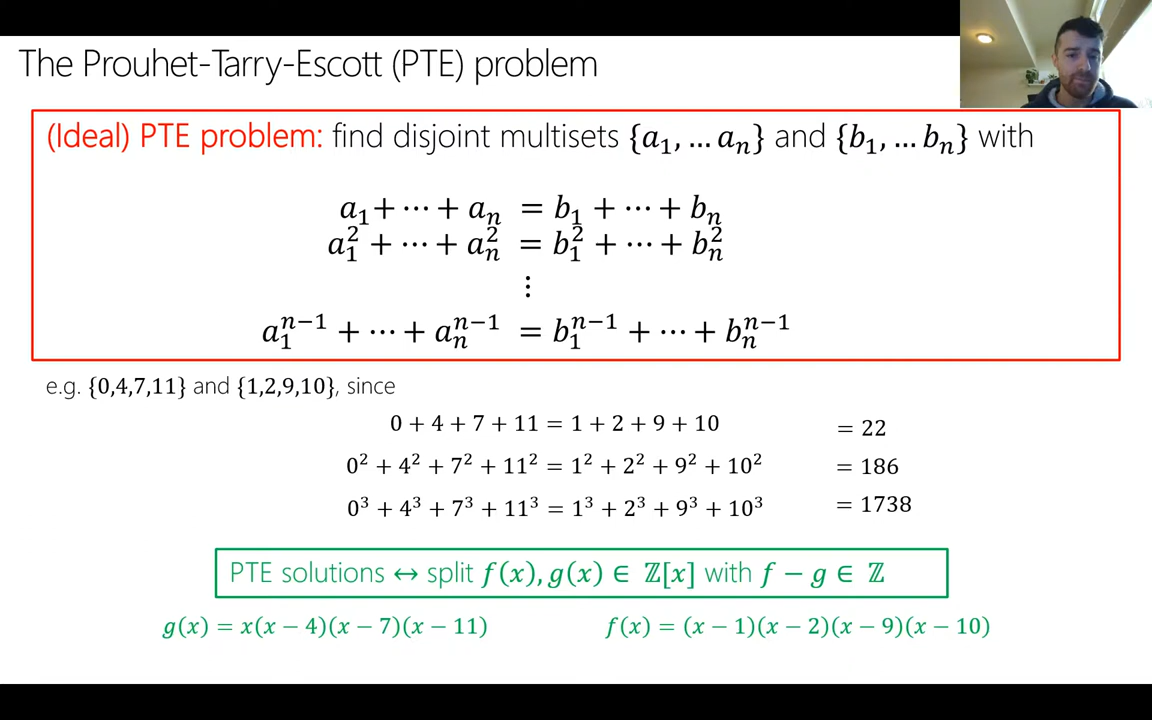 The Prouhet-Tarry-Escott (PTE) problem
(Ideal) PTE problem: find disjoint multisets {a₁, … aₙ} and {b₁, … bₙ} with
a₁+ ⋯ + aₙ = b₁ + ⋯ + bₙ
a₁² + ⋯ + aₙ² = b₁² + ⋯ + bₙ²
⋮
a₁ⁿ⁻¹ + ⋯ + aₙⁿ⁻¹ = b₁ⁿ⁻¹ + ⋯ + bₙⁿ⁻¹
e.g. {0,4,7,11} and {1,2,9,10}, since
0 + 4 + 7 + 11 = 1 + 2 + 9 + 10 = 22
0² + 4² + 7² + 11² = 1² + 2² + 9² + 10² = 186
0³ + 4³ + 7³ + 11³ = 1³ + 2³ + 9³ + 10³ = 1738
PTE solutions ↔ split f(x), g(x) ∈ ℤ[x] with f − g ∈ ℤ
g(x) = x(x − 4)(x − 7)(x − 11) f(x) = (x − 1)(x − 2)(x − 9)(x − 10)